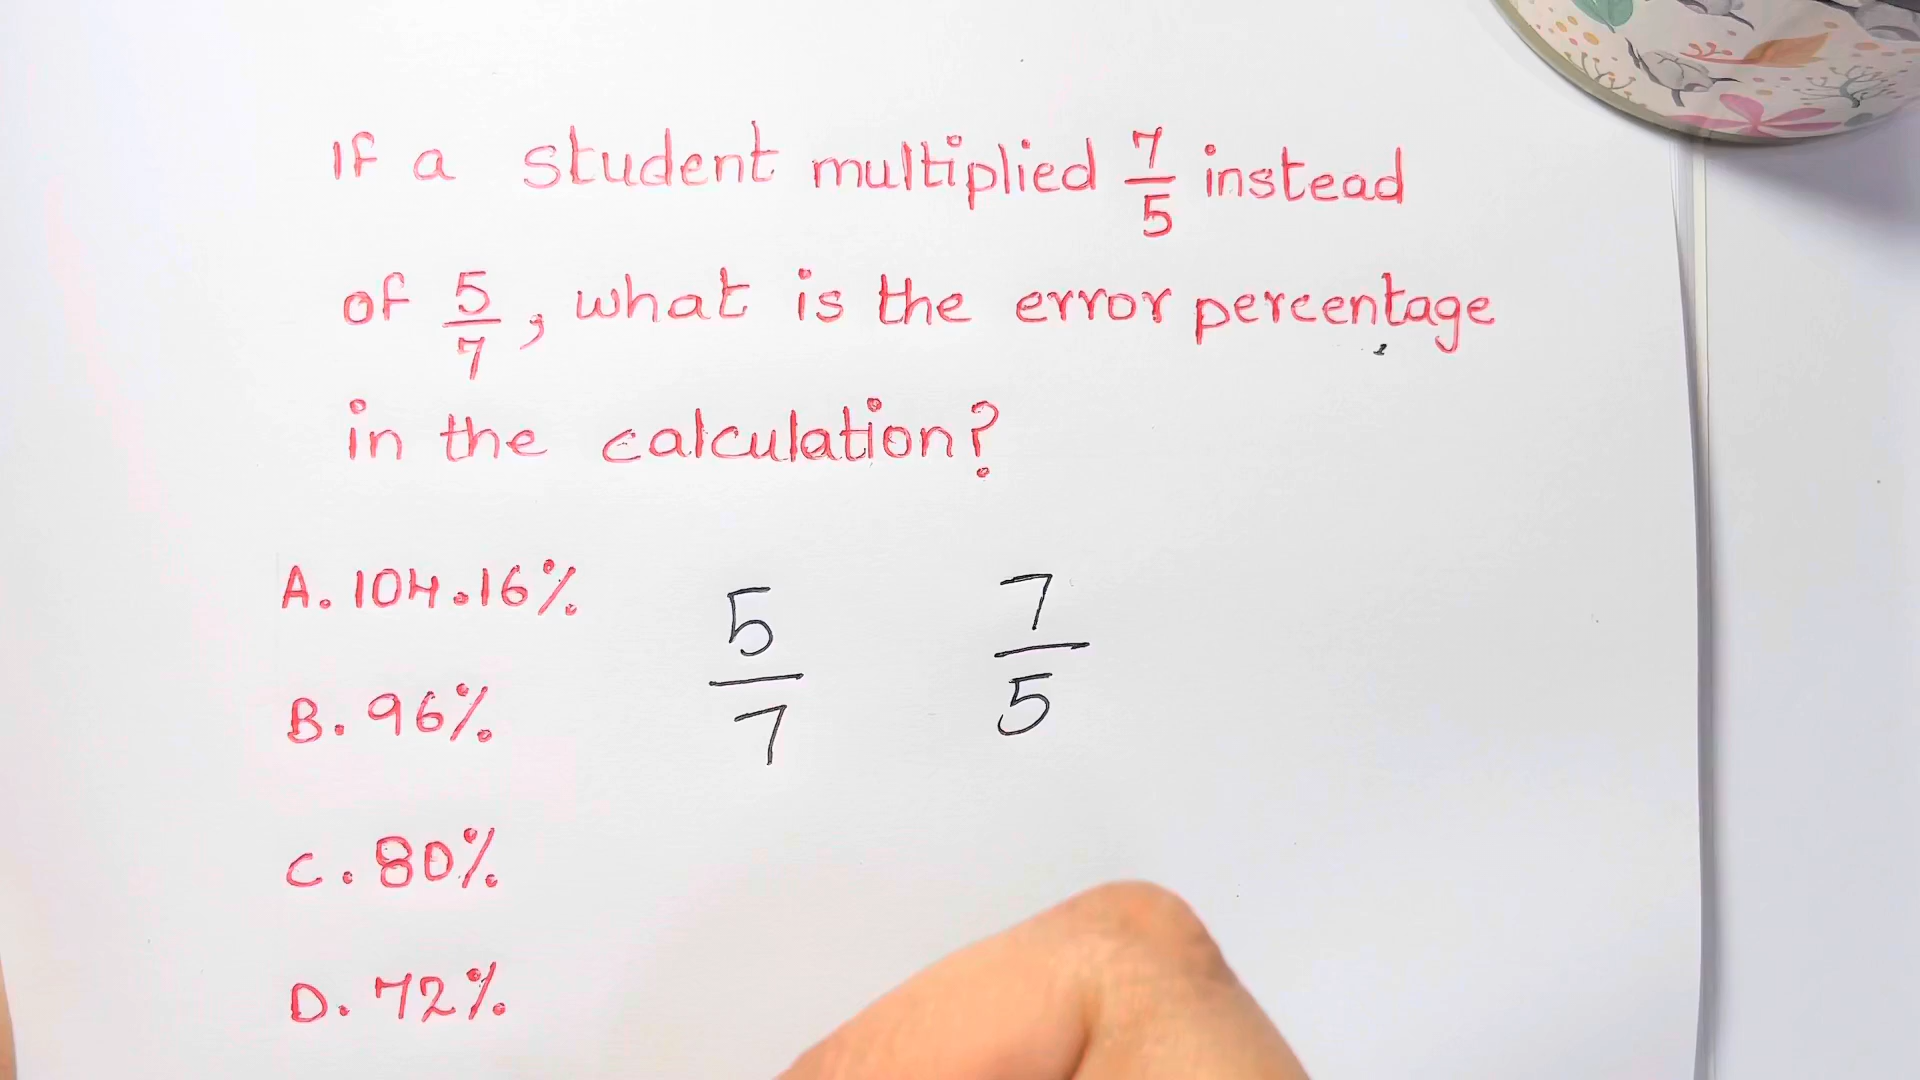 If a student multiplied 7/5 instead
of 5/7, what is the error percentage
in the calculation?
A. 104.16%
B. 96%
C. 80%
D. 72%
5/7 7/5